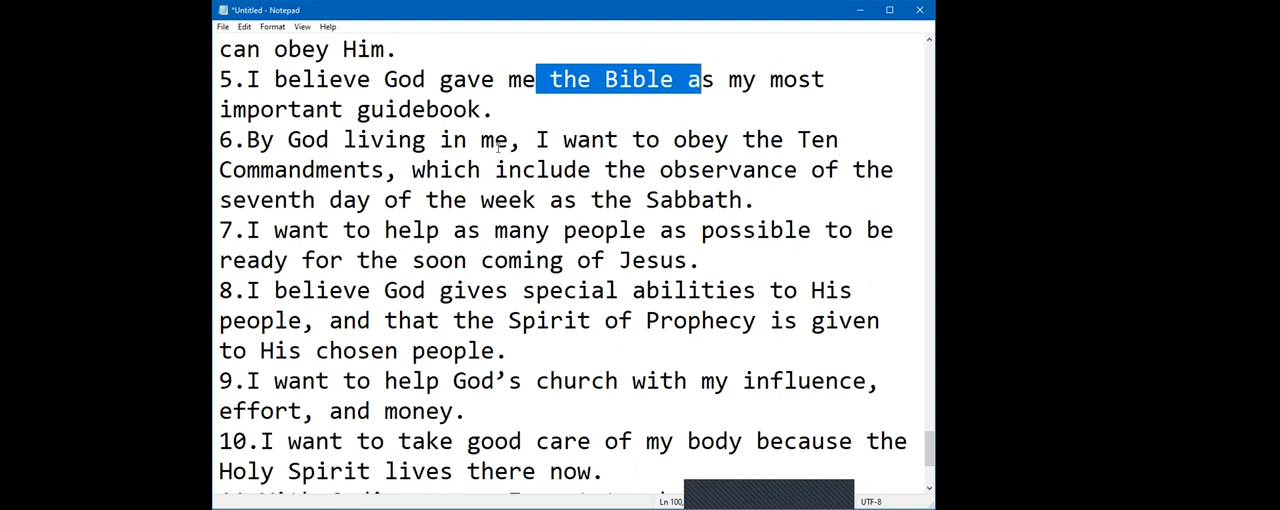 *Untitled - Notepad
File Edit Format View Help
can obey Him.
5.I believe God gave me the Bible as my most
important guidebook.
6.By God living in me, I want to obey the Ten
Commandments, which include the observance of the
seventh day of the week as the Sabbath.
7.I want to help as many people as possible to be
ready for the soon coming of Jesus.
8.I believe God gives special abilities to His
people, and that the Spirit of Prophecy is given
to His chosen people.
9.I want to help God’s church with my influence,
effort, and money.
10.I want to take good care of my body because the
Holy Spirit lives there now.
Ln 100, UTF-8